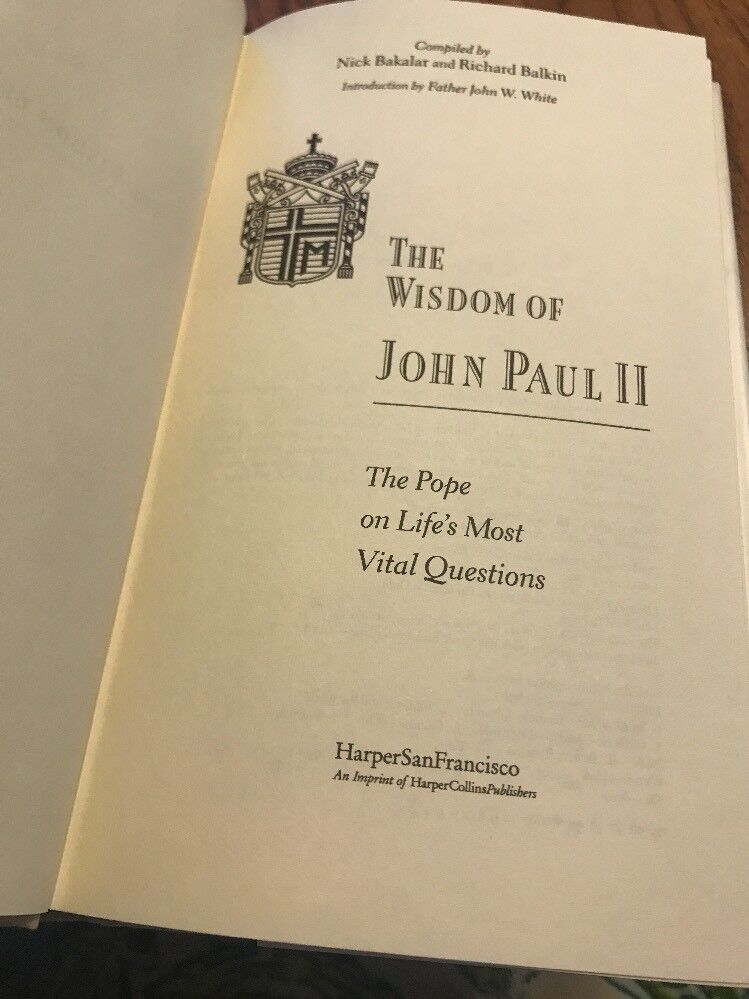 Compiled by
Nick Bakalar and Richard Balkin
Introduction by Father John W. White
M
THE
WISDOM OF
JOHN PAUL II
The Pope
on Life's Most
Vital Questions
HarperSanFrancisco
An Imprint of HarperCollinsPublishers